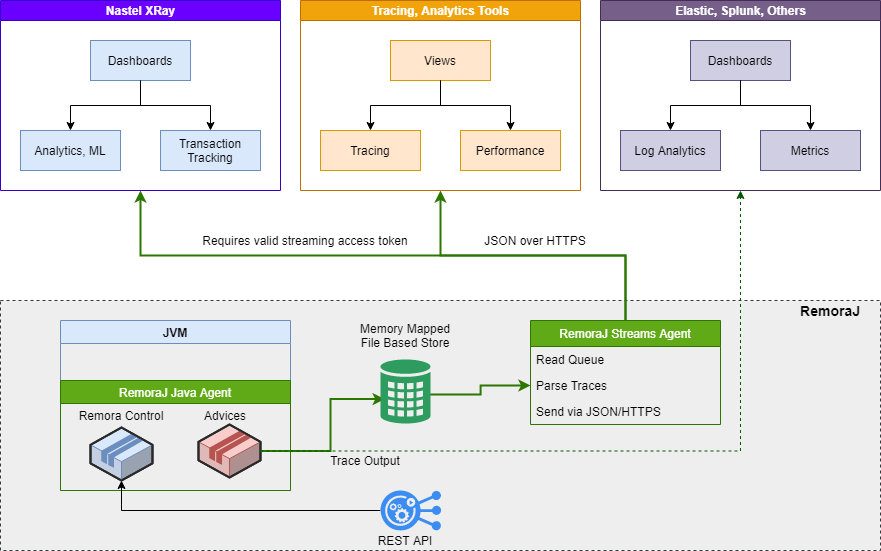 Nastel XRay
Tracing, Analytics Tools
Elastic, Splunk, Others
Dashboards
Views
Dashboards
Analytics, ML
Transaction
Tracking
Tracing
Performance
Log Analytics
Metrics
Requires valid streaming access token
JSON over HTTPS
RemoraJ
JVM
Memory Mapped
File Based Store
RemoraJ Streams Agent
Read Queue
Parse Traces
Send via JSON/HTTPS
RemoraJ Java Agent
Remora Control
Advices
Trace Output
REST API